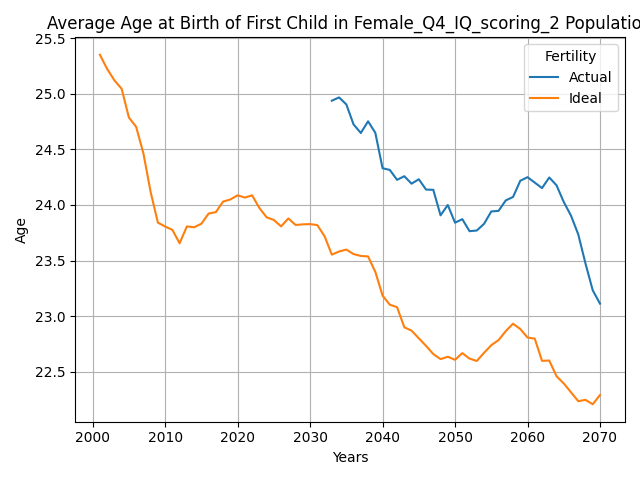 Average Age at Birth of First Child in Female_Q4_IQ_scoring_2 Populatio
25.5
25.0
24.5
24.0
23.5
23.0
22.5
Age
Fertility
Actual
Ideal
2000 2010 2020 2030 2040 2050 2060 2070
Years